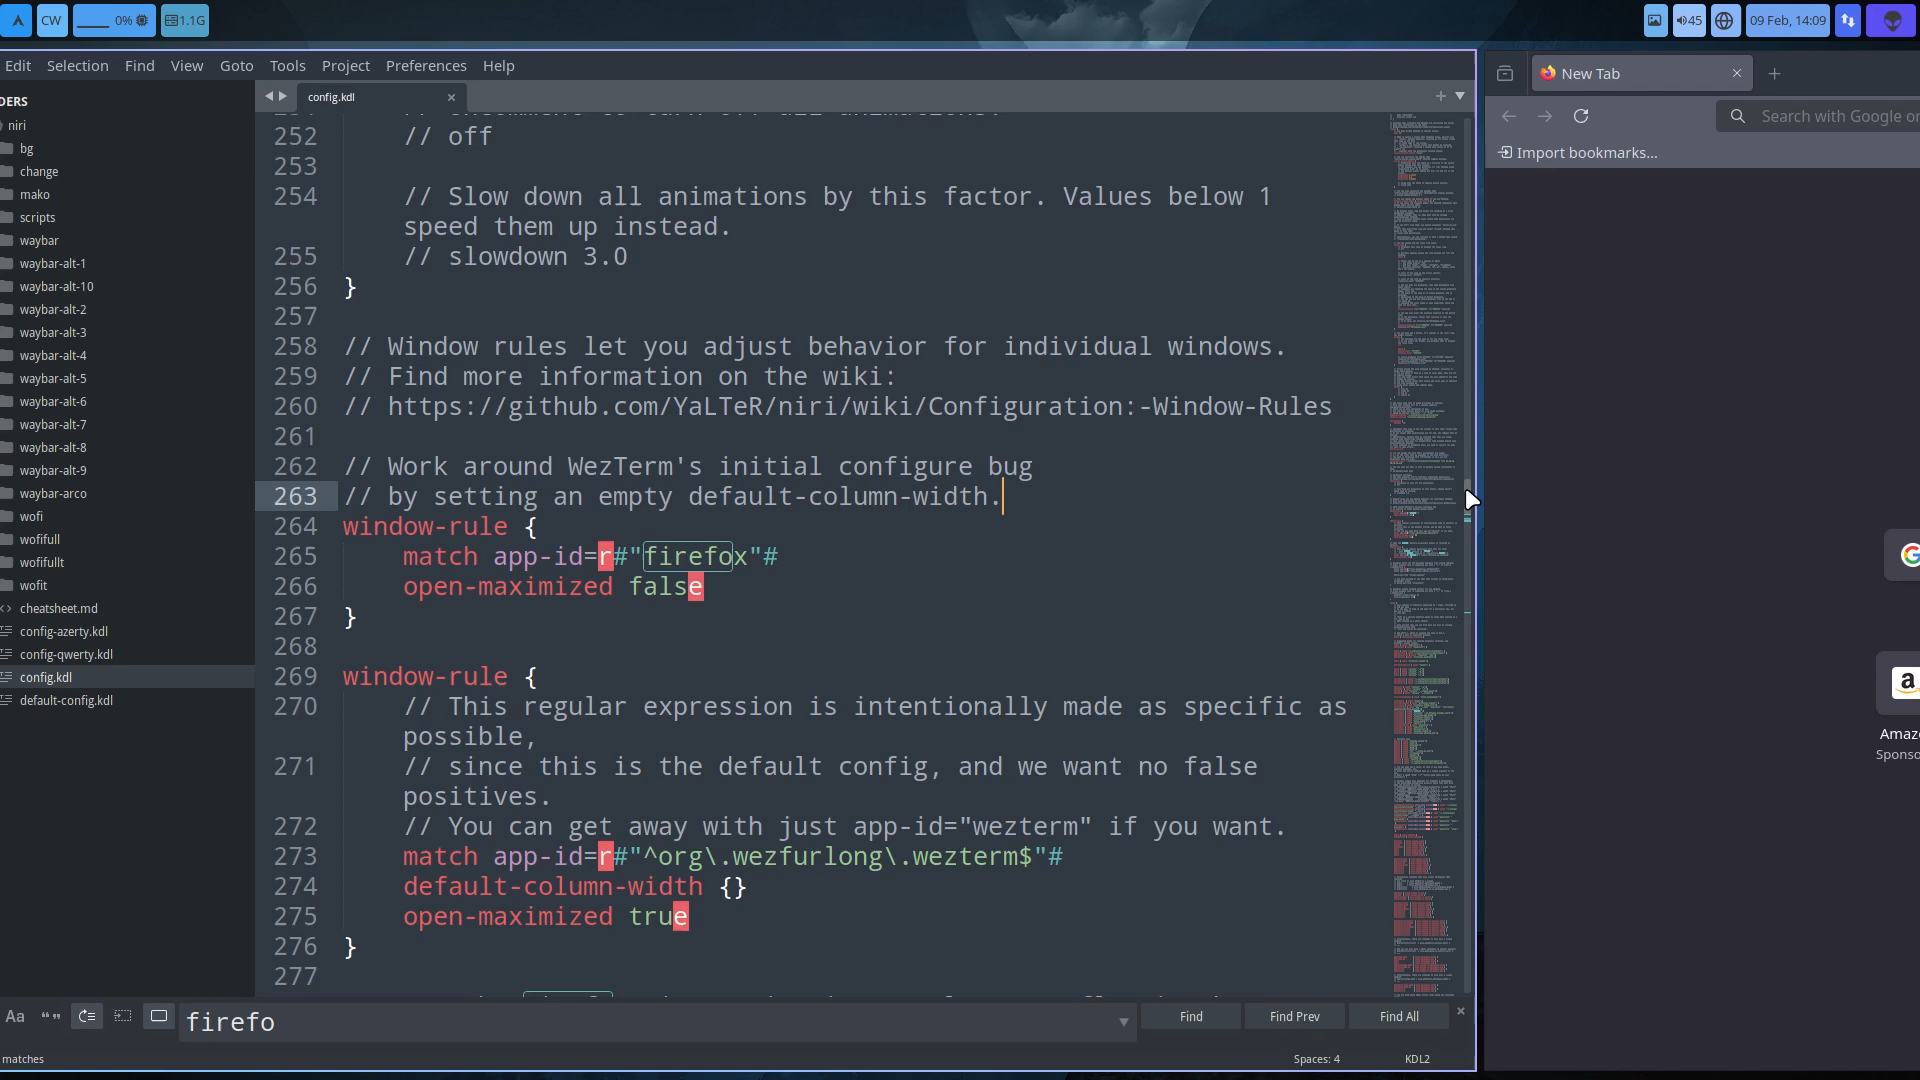 CW
0%
1.1G
45
09 Feb, 14:09
Edit Selection Find View Goto Tools Project Preferences Help
DERS
niri
bg
change
mako
scripts
waybar
waybar-alt-1
waybar-alt-10
waybar-alt-2
waybar-alt-3
waybar-alt-4
waybar-alt-5
waybar-alt-6
waybar-alt-7
waybar-alt-8
waybar-alt-9
waybar-arco
wofi
wofifull
wofifullt
wofit
cheatsheet.md
config-azerty.kdl
config-qwerty.kdl
config.kdl
default-config.kdl
config.kdl
252 // off
253
254 // Slow down all animations by this factor. Values below 1
speed them up instead.
255 // slowdown 3.0
256 }
257
258 // Window rules let you adjust behavior for individual windows.
259 // Find more information on the wiki:
260 // https://github.com/YaLTeR/niri/wiki/Configuration:-Window-Rules
261
262 // Work around WezTerm's initial configure bug
263 // by setting an empty default-column-width.
264 window-rule {
265 match app-id=r#"firefox"#
266 open-maximized false
267 }
268
269 window-rule {
270 // This regular expression is intentionally made as specific as
possible,
271 // since this is the default config, and we want no false
positives.
272 // You can get away with just app-id="wezterm" if you want.
273 match app-id=r#"^org\.wezfurlong\.wezterm$"#
274 default-column-width {}
275 open-maximized true
276 }
277
Aa
firefo
Find
Find Prev
Find All
matches
Spaces: 4
KDL2
New Tab
Search with Google or
Import bookmarks...
G
a
Amaz
Sponso